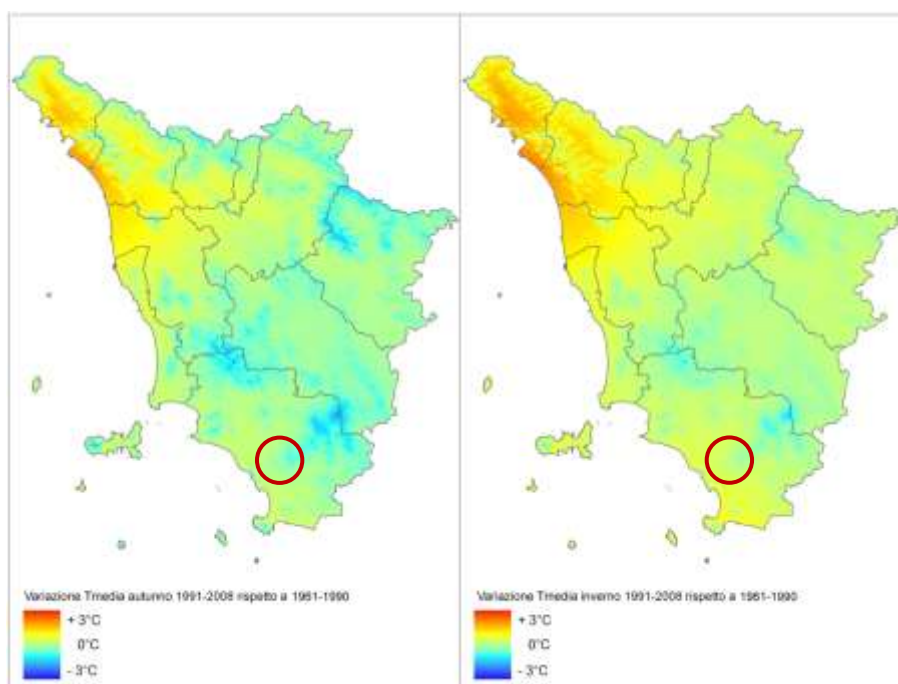 Variazione Tmedia autunno 1991-2008 rispetto a 1961-1990
+ 3°C
0°C
- 3°C
Variazione Tmedia inverno 1991-2008 rispetto a 1961-1990
+ 3°C
0°C
- 3°C